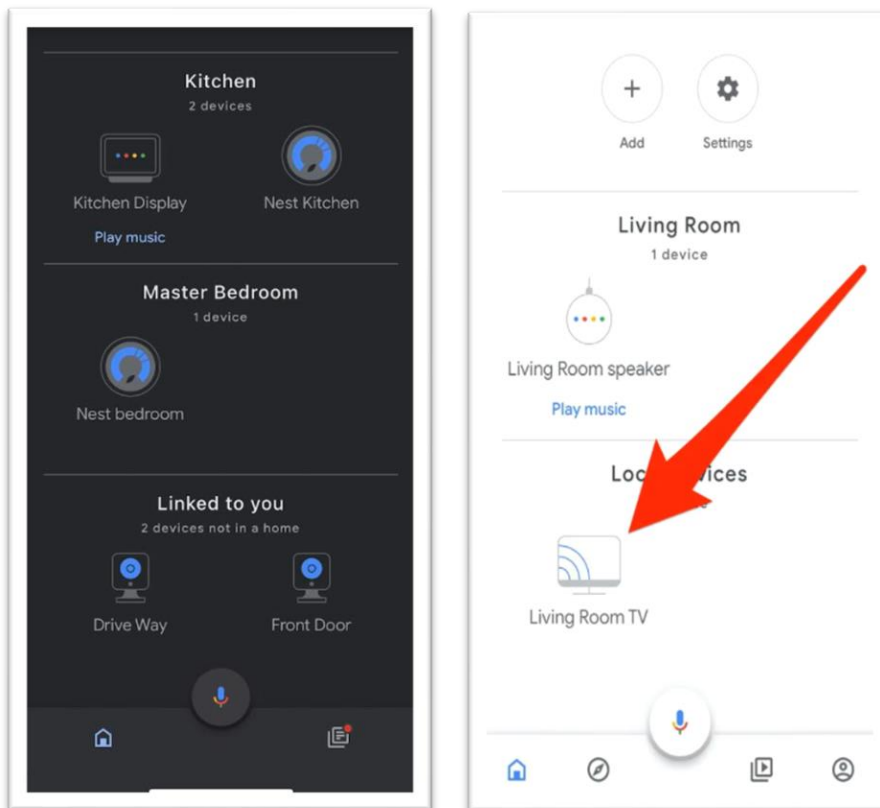 Kitchen
2 devices
Kitchen Display
Nest Kitchen
Play music
Master Bedroom
1 device
Nest bedroom
Linked to you
2 devices not in a home
Drive Way
Front Door
Add
Settings
Living Room
1 device
Living Room speaker
Play music
Living Room TV